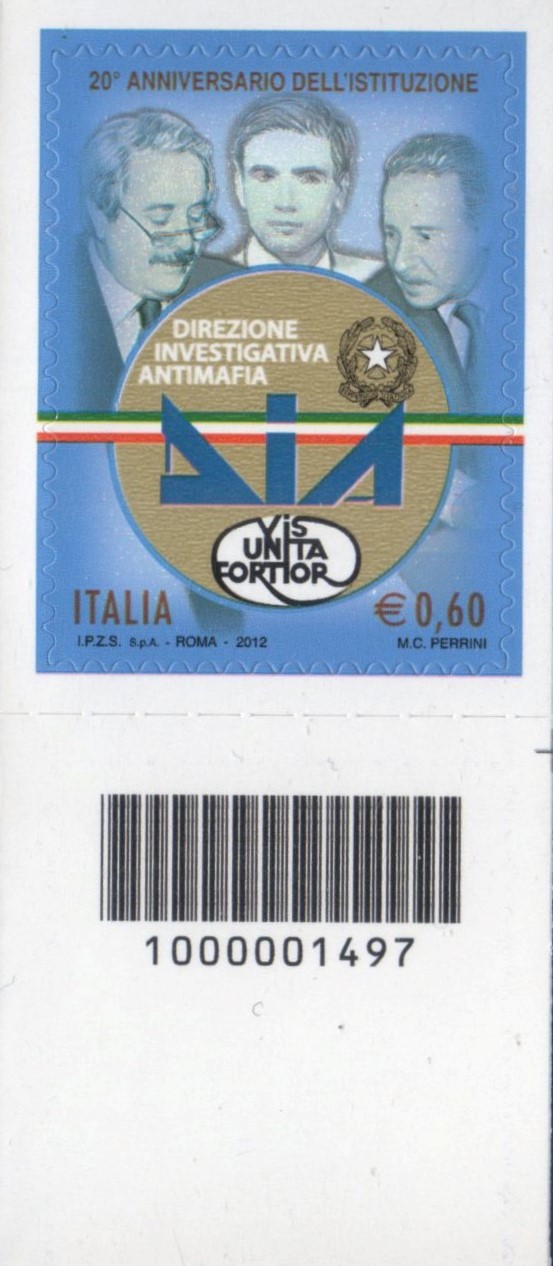 20° ANNIVERSARIO DELL'ISTITUZIONE
DIREZIONE
INVESTIGATIVA
ANTIMAFIA
DIA
VIS
UNITA
FORTIOR
ITALIA
€ 0,60
I.P.Z.S. S.p.A. - ROMA - 2012
M.C. PERRINI
1000001497